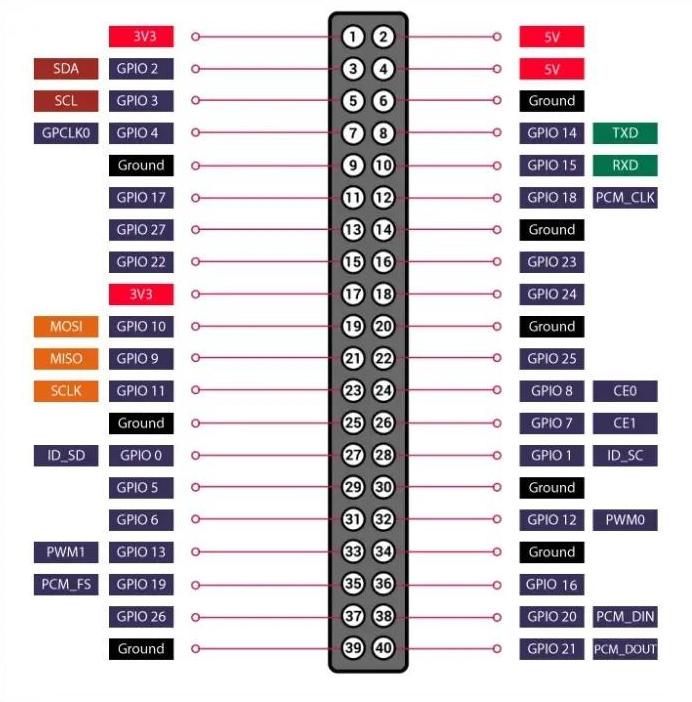 3V3 1 2 5V
SDA GPIO 2 3 4 5V
SCL GPIO 3 5 6 Ground
GPCLK0 GPIO 4 7 8 GPIO 14 TXD
Ground 9 10 GPIO 15 RXD
GPIO 17 11 12 GPIO 18 PCM_CLK
GPIO 27 13 14 Ground
GPIO 22 15 16 GPIO 23
3V3 17 18 GPIO 24
MOSI GPIO 10 19 20 Ground
MISO GPIO 9 21 22 GPIO 25
SCLK GPIO 11 23 24 GPIO 8 CE0
Ground 25 26 GPIO 7 CE1
ID_SD GPIO 0 27 28 GPIO 1 ID_SC
GPIO 5 29 30 Ground
GPIO 6 31 32 GPIO 12 PWM0
PWM1 GPIO 13 33 34 Ground
PCM_FS GPIO 19 35 36 GPIO 16
GPIO 26 37 38 GPIO 20 PCM_DIN
Ground 39 40 GPIO 21 PCM_DOUT